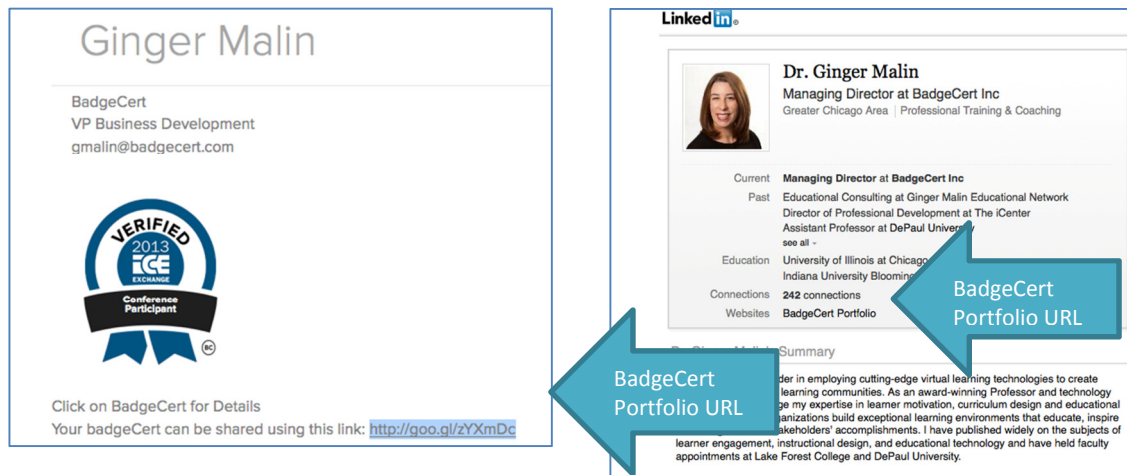 Ginger Malin
BadgeCert
VP Business Development
gmalin@badgecert.com
VERIFIED
2013
ICE
EXCHANGE
Conference
Participant
BC
Click on BadgeCert for Details
Your badgeCert can be shared using this link: http://goo.gl/zYXmDc
BadgeCert
Portfolio URL
Linked in®
Dr. Ginger Malin
Managing Director at BadgeCert Inc
Greater Chicago Area | Professional Training & Coaching
Current Managing Director at BadgeCert Inc
Past Educational Consulting at Ginger Malin Educational Network
Director of Professional Development at The iCenter
Assistant Professor at DePaul University
see all
Education University of Illinois at Chicago
Indiana University
Connections 242 connections
Websites BadgeCert Portfolio
BadgeCert
Portfolio URL
Summary
in employing cutting-edge virtual learning technologies to create
learning communities. As an award-winning Professor and technology
my expertise in learner motivation, curriculum design and educational
build exceptional learning environments that educate, inspire
accomplishments. I have published widely on the subjects of
learner engagement, instructional design, and educational technology and have held faculty
appointments at Lake Forest College and DePaul University.